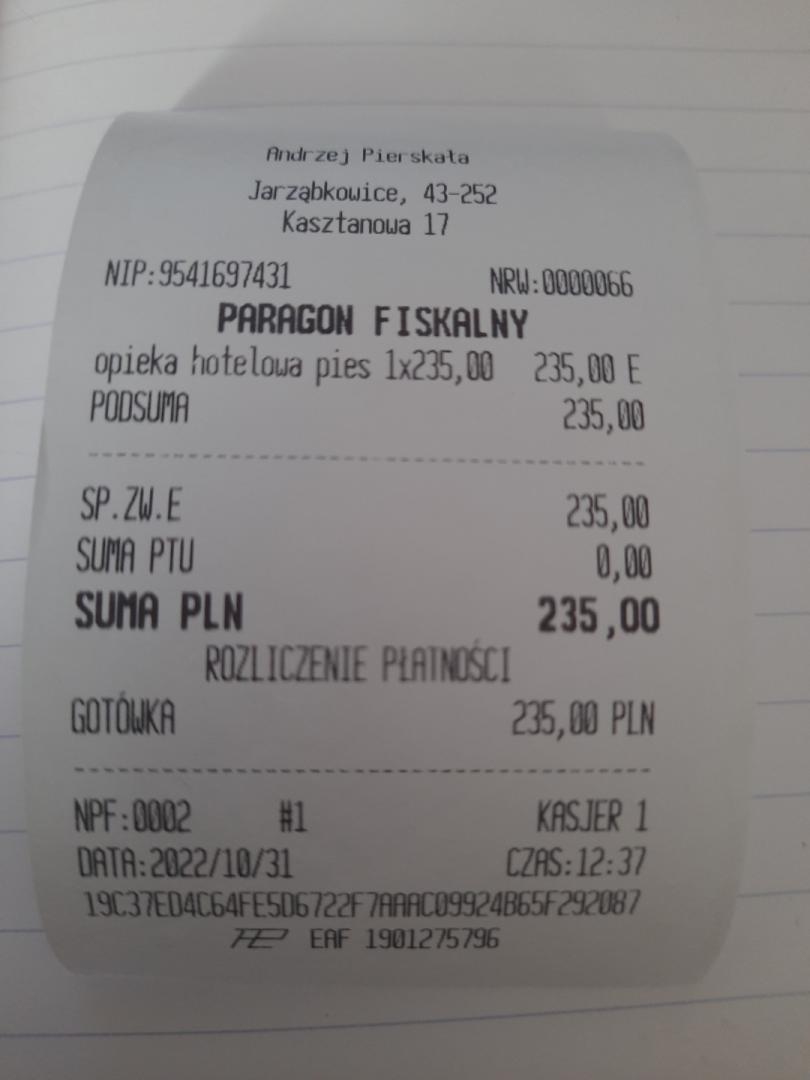 Andrzej Pierskała
Jarząbkowice, 43-252
Kasztanowa 17
NIP:9541697431 NRW:0000066
PARAGON FISKALNY
opieka hotelowa pies 1x235,00 235,00 E
PODSUMA 235,00
SP.ZW.E 235,00
SUMA PTU 0,00
SUMA PLN 235,00
ROZLICZENIE PŁATNOŚCI
GOTÓWKA 235,00 PLN
NPF:0002 #1 KASJER 1
DATA:2022/10/31 CZAS:12:37
19C37ED4C64FE5D6722F7AAAC09924B65F292087
EAF 1901275796